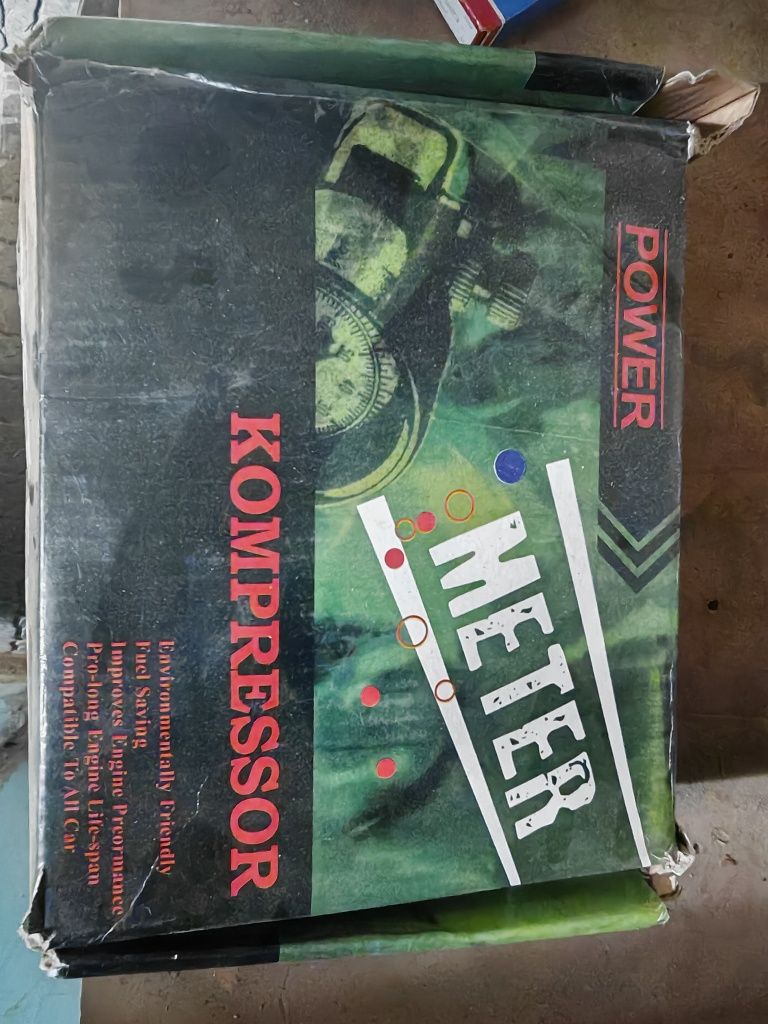 POWER
METER
KOMPRESSOR
Environmentally Friendly
Fuel Saving
Improves Engine Preormance
Pro-long Engine Life-span
Compatible To All Car